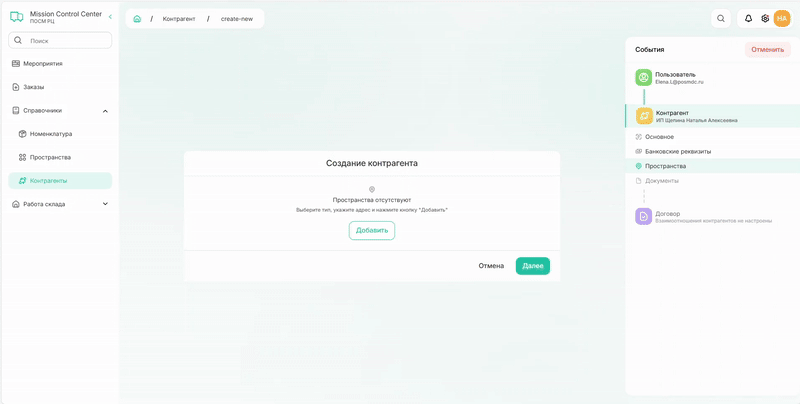 Mission Control Center
ПОСМ РЦ
Поиск
Мероприятия
Заказы
Справочники
Номенклатура
Пространства
Контрагенты
Работа склада
/ Контрагент / create-new
НА
Создание контрагента
Пространства отсутствуют
Выберите тип, укажите адрес и нажмите кнопку "Добавить"
Добавить
Отмена
Далее
События
Отменить
Пользователь
Elena.L@posmdc.ru
Контрагент
ИП Щепина Наталья Алексеевна
Основное
Банковские реквизиты
Пространства
Документы
Договор
Взаимоотношения контрагентов не настроены